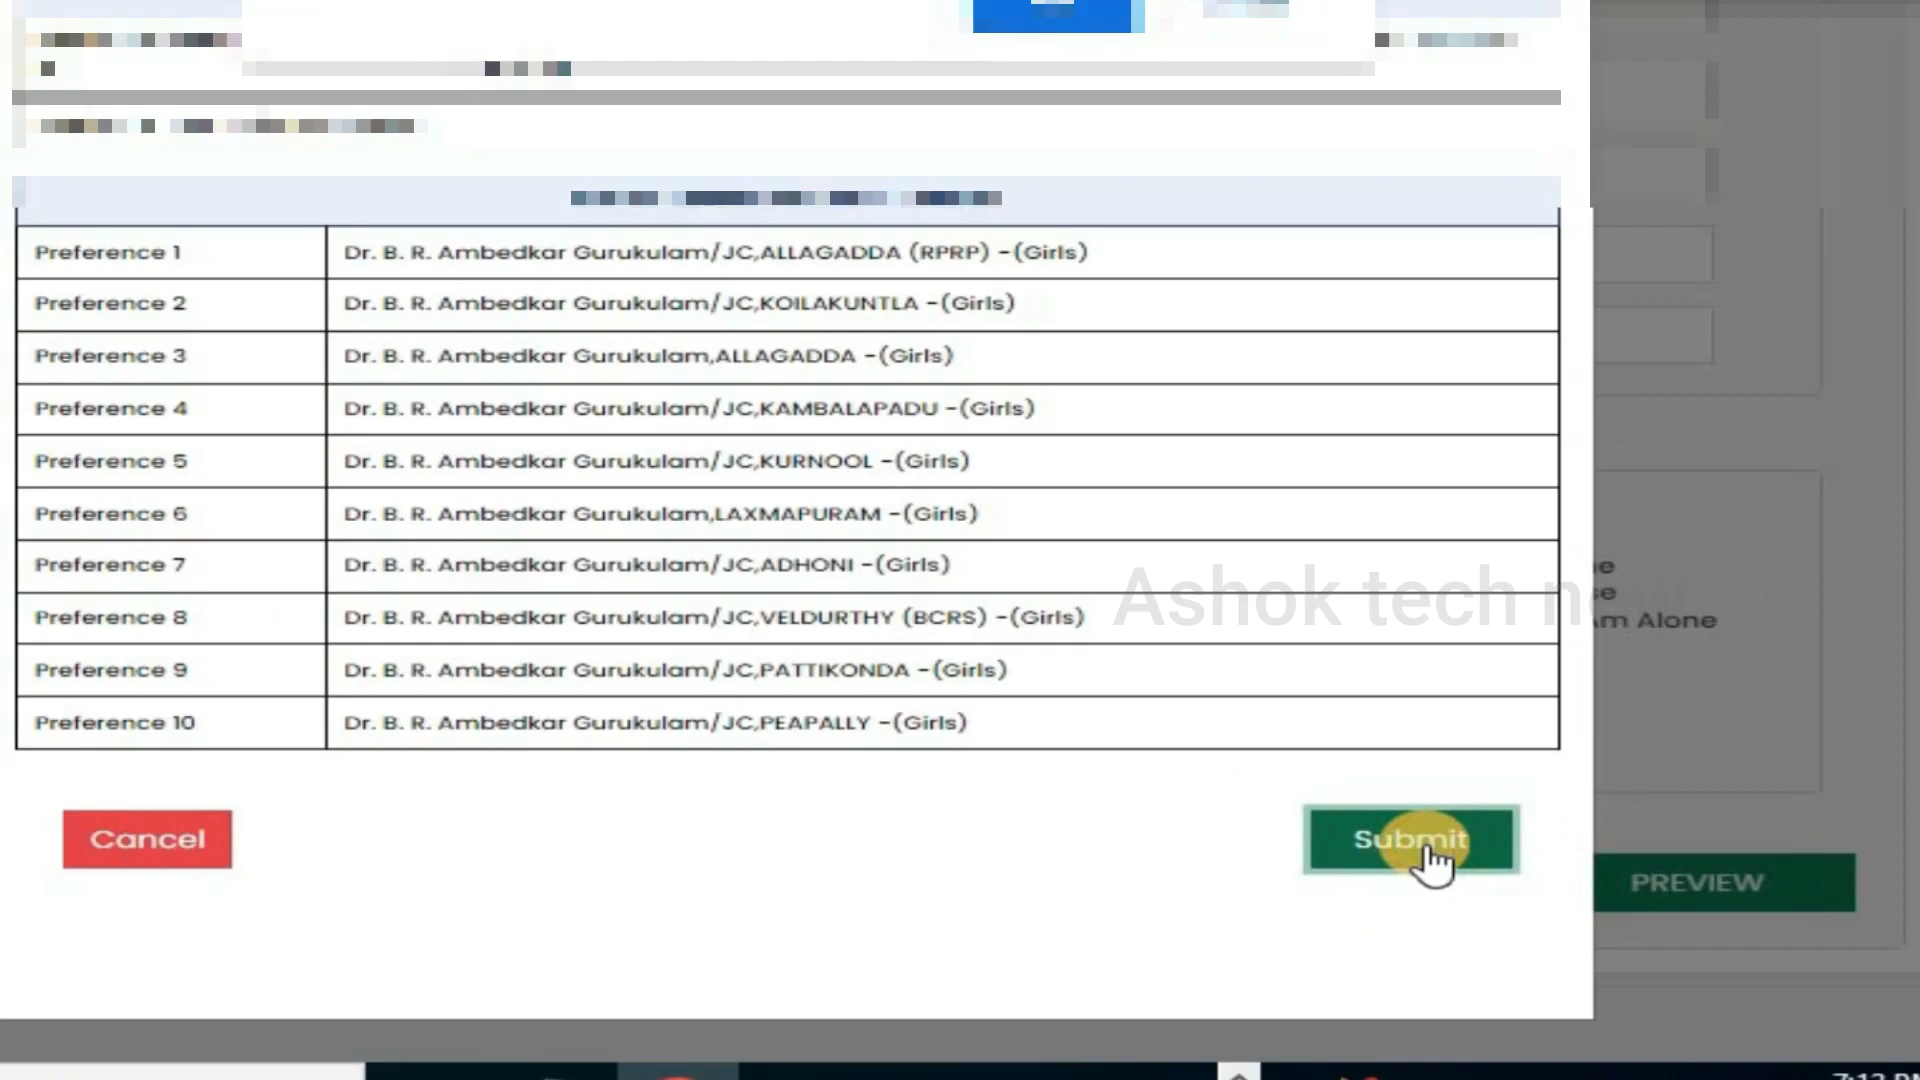 Preference 1 Dr. B. R. Ambedkar Gurukulam/JC,ALLAGADDA (RPRP) -(Girls)
Preference 2 Dr. B. R. Ambedkar Gurukulam/JC,KOILAKUNTLA -(Girls)
Preference 3 Dr. B. R. Ambedkar Gurukulam,ALLAGADDA -(Girls)
Preference 4 Dr. B. R. Ambedkar Gurukulam/JC,KAMBALAPADU -(Girls)
Preference 5 Dr. B. R. Ambedkar Gurukulam/JC,KURNOOL -(Girls)
Preference 6 Dr. B. R. Ambedkar Gurukulam,LAXMAPURAM -(Girls)
Preference 7 Dr. B. R. Ambedkar Gurukulam/JC,ADHONI -(Girls)
Preference 8 Dr. B. R. Ambedkar Gurukulam/JC,VELDURTHY (BCRS) -(Girls)
Preference 9 Dr. B. R. Ambedkar Gurukulam/JC,PATTIKONDA -(Girls)
Preference 10 Dr. B. R. Ambedkar Gurukulam/JC,PEAPALLY -(Girls)
Ashok tech
Am Alone
Cancel
Submit
PREVIEW